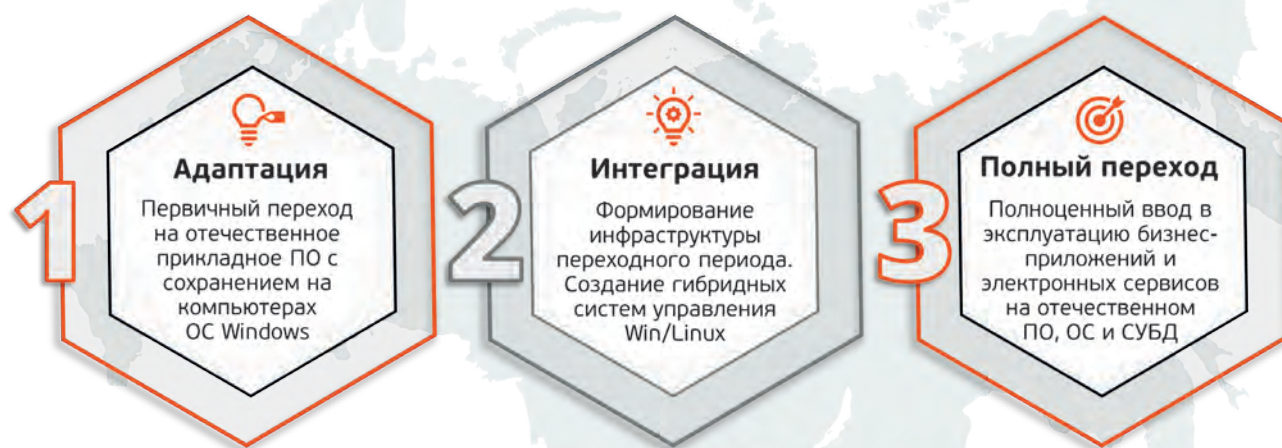 1
Адаптация
Первичный переход
на отечественное
прикладное ПО с
сохранением на
компьютерах
ОС Windows
2
Интеграция
Формирование
инфраструктуры
переходного периода.
Создание гибридных
систем управления
Win/Linux
3
Полный переход
Полноценный ввод в
эксплуатацию бизнес-
приложений и
электронных сервисов
на отечественном
ПО, ОС и СУБД